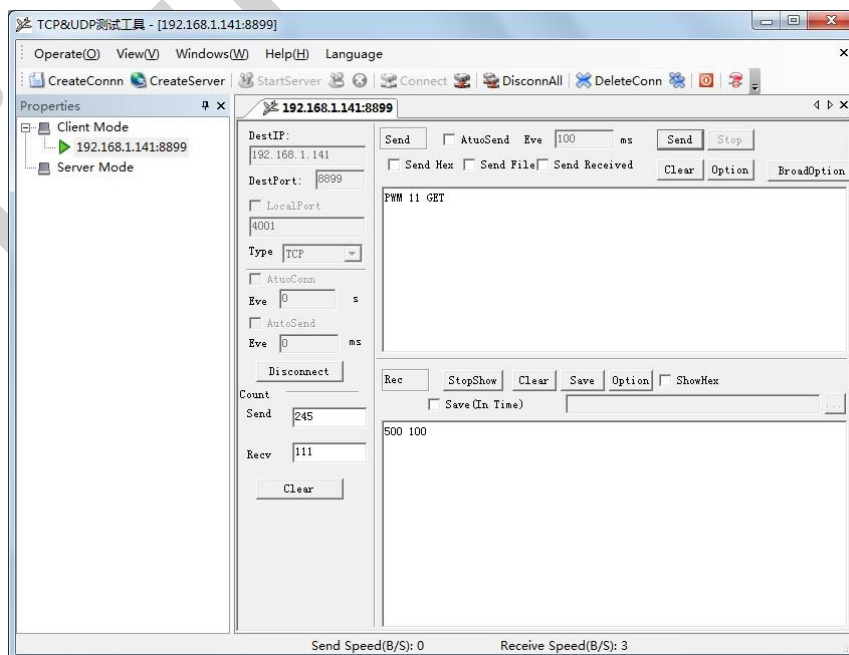 TCP&UDP测试工具 - [192.168.1.141:8899]
Operate(O) View(V) Windows(W) Help(H) Language
CreateConnn CreateServer StartServer Connect DisconnAll DeleteConn
Properties
Client Mode
192.168.1.141:8899
Server Mode
192.168.1.141:8899
DestIP:
192.168.1.141
DestPort: 8899
LocalPort
4001
Type TCP
AtuoConn
Eve 0 s
AutoSend
Eve 0 ms
Disconnect
Count
Send 245
Recv 111
Clear
Send AtuoSend Eve 100 ms Send Stop
Send Hex Send File Send Received Clear Option BroadOption
PWM 11 GET
Rec StopShow Clear Save Option ShowHex
Save(In Time) ...
500 100
Send Speed(B/S): 0 Receive Speed(B/S): 3